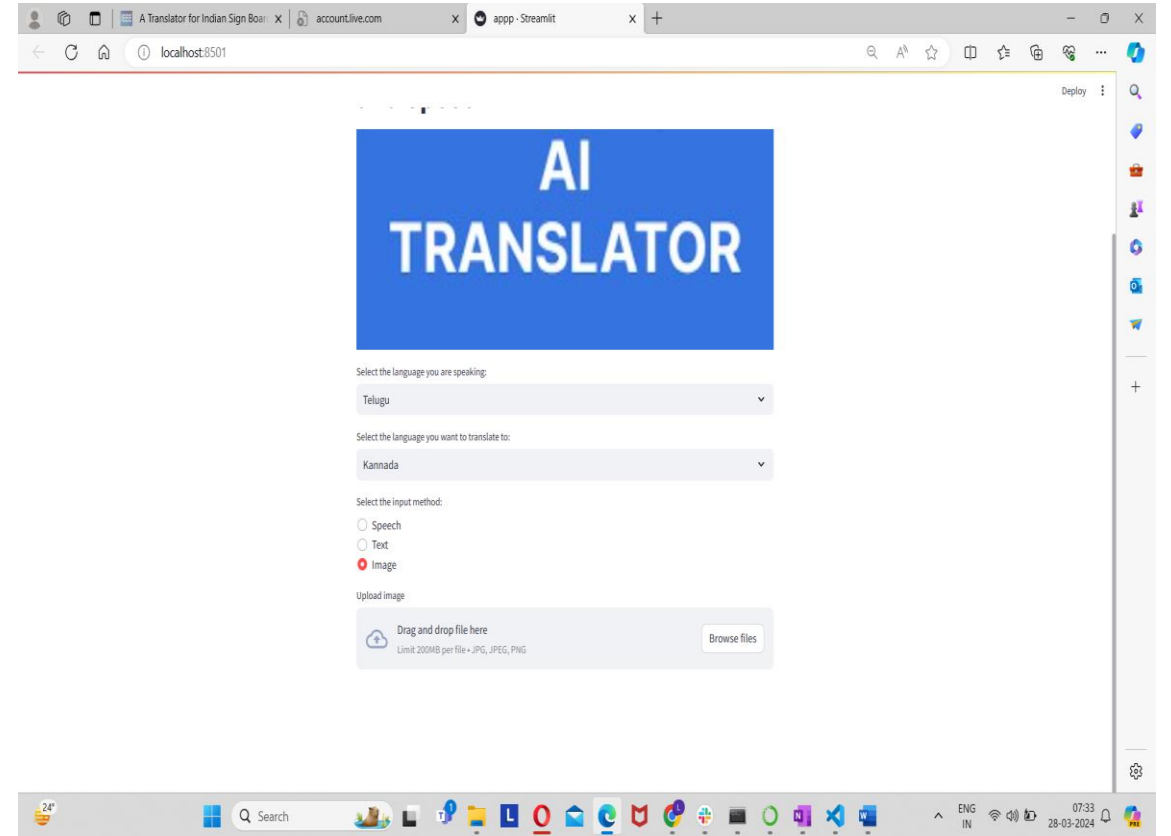 A Translator for Indian Sign Boar
account.live.com
appp · Streamlit
localhost:8501
Deploy
AI
TRANSLATOR
Select the language you are speaking:
Telugu
Select the language you want to translate to:
Kannada
Select the input method:
Speech
Text
Image
Upload image
Drag and drop file here
Limit 200MB per file • JPG, JPEG, PNG
Browse files
24°
Search
ENG
IN
07:33
28-03-2024
PRE